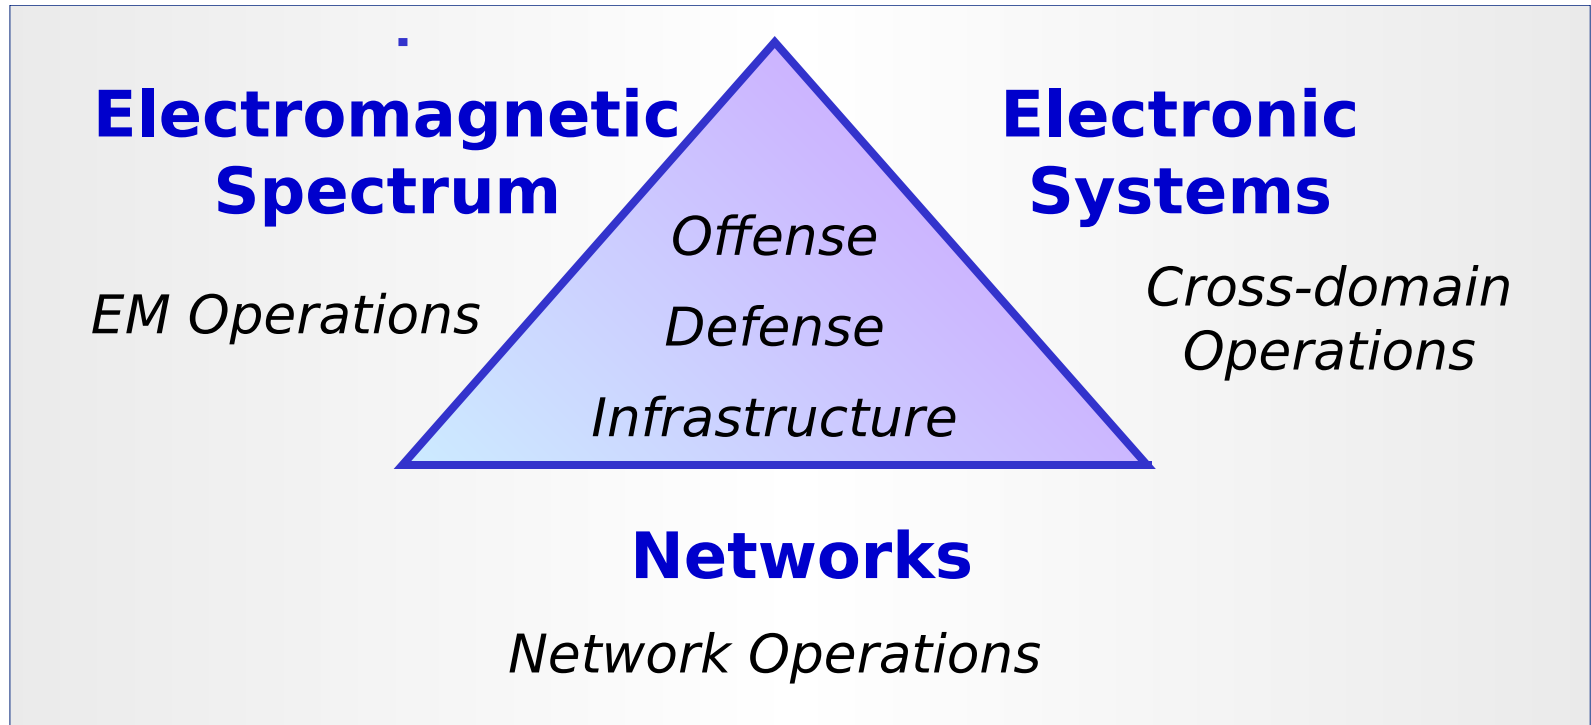 Electromagnetic
Spectrum
Electronic
Systems
Offense
Defense
Infrastructure
EM Operations
Cross-domain
Operations
Networks
Network Operations